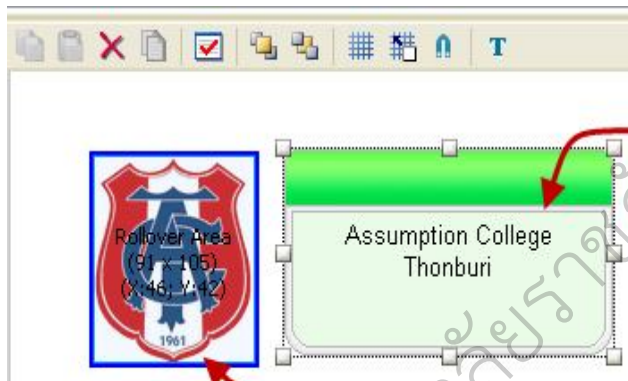 T
Rollover Area
(91 x 105)
(X:46; Y:42)
1961
Assumption College
Thonburi